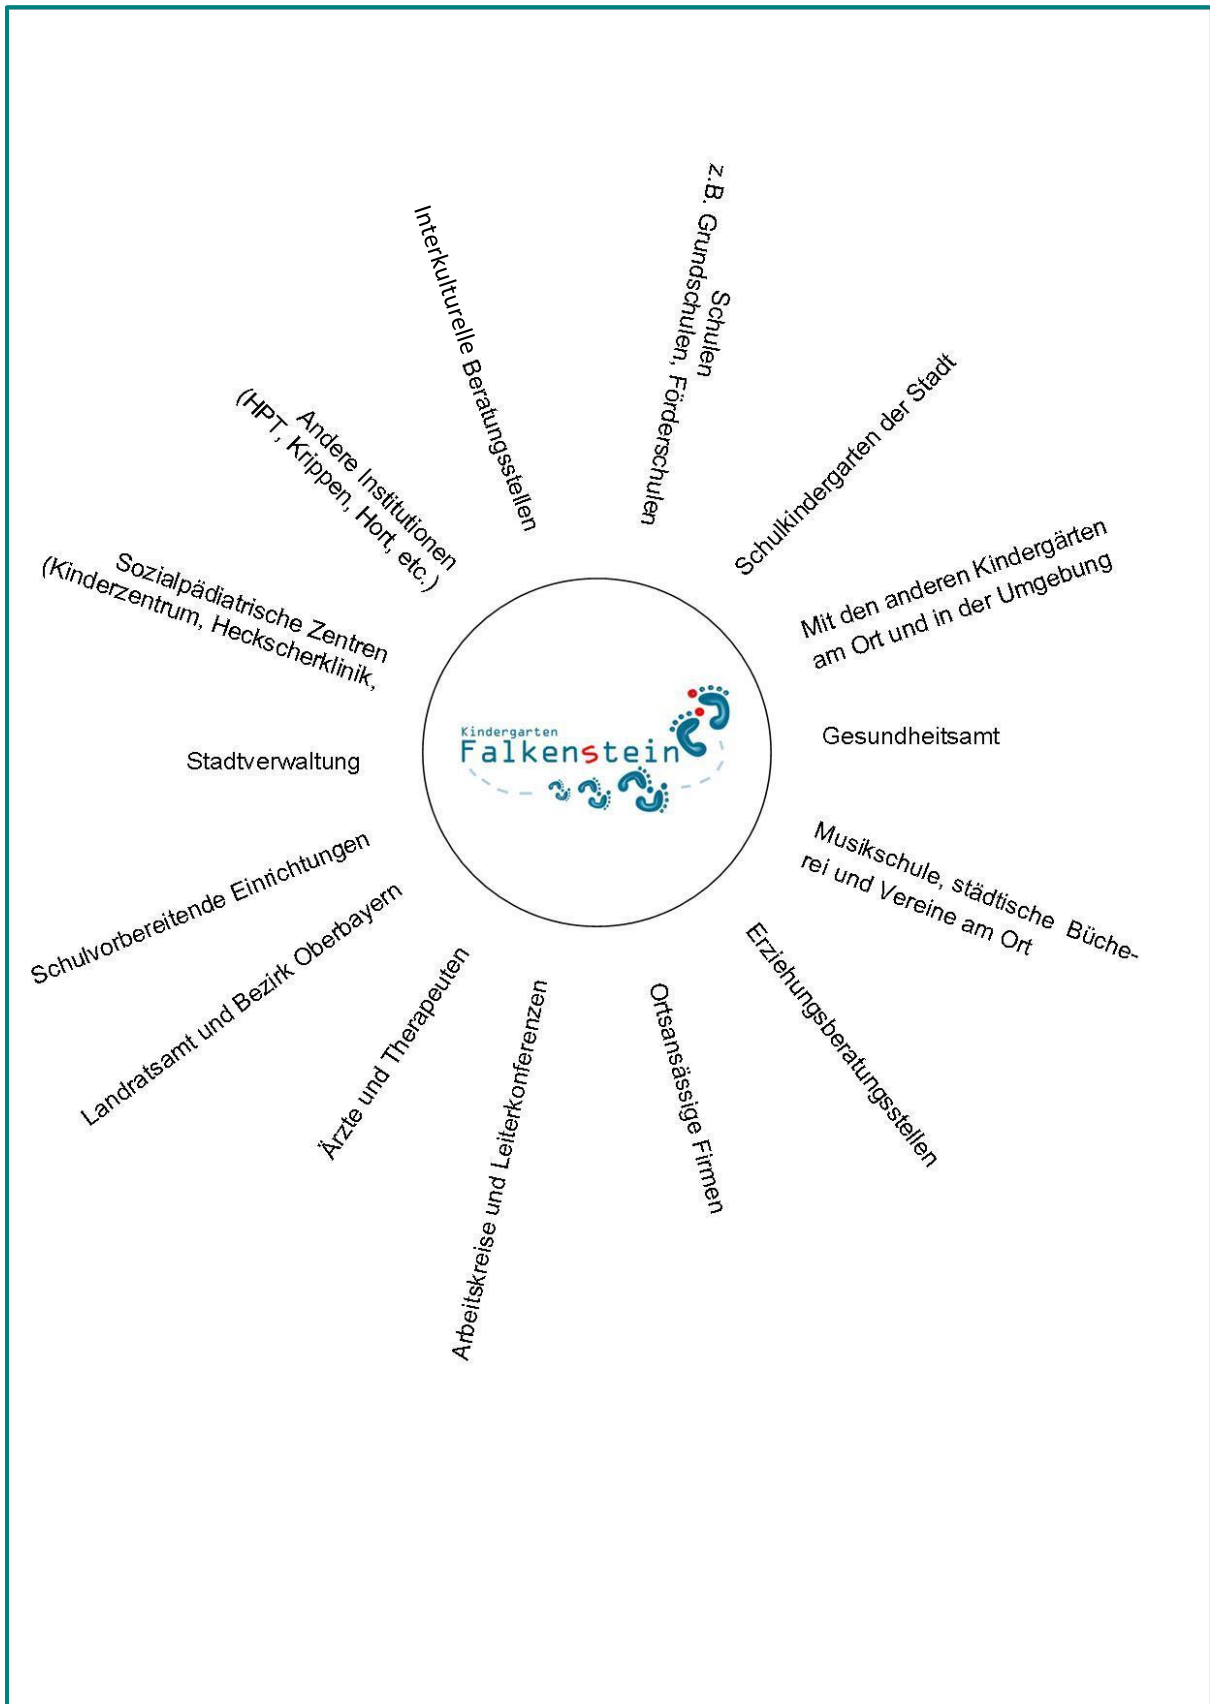 Schulen
z.B. Grundschulen, Förderschulen
Schulkindergarten der Stadt
Mit den anderen Kindergärten
am Ort und in der Umgebung
Gesundheitsamt
Musikschule, städtische Büche-
rei und Vereine am Ort
Erziehungsberatungsstellen
Ortsansässige Firmen
Arbeitskreise und Leiterkonferenzen
Ärzte und Therapeuten
Landratsamt und Bezirk Oberbayern
Schulvorbereitende Einrichtungen
Stadtverwaltung
Sozialpädiatrische Zentren
(Kinderzentrum, Heckscherklinik,
Andere Institutionen
(HPT, Krippen, Hort, etc.)
Interkulturelle Beratungsstellen
Kindergarten
Falkenstein